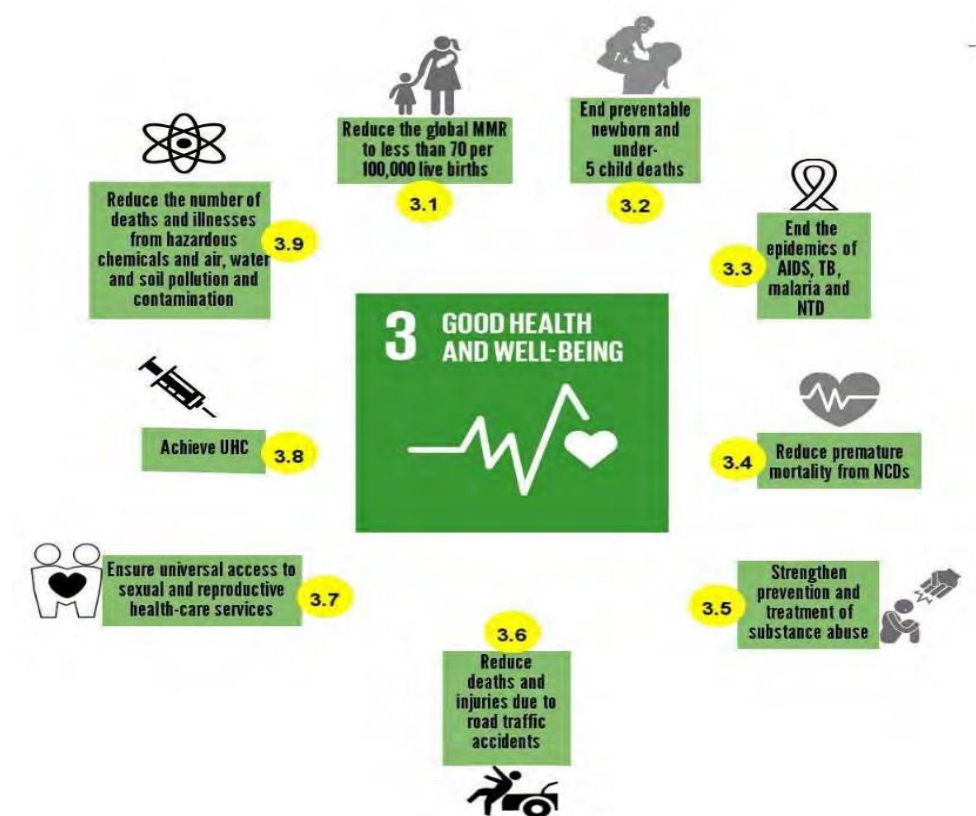 Reduce the global MMR
to less than 70 per
100,000 live births
3.1
End preventable
newborn and
under-
5 child deaths
3.2
End the
epidemics of
AIDS, TB,
malaria and
NTD
3.3
Reduce premature
mortality from NCDs
3.4
Strengthen
prevention and
treatment of
substance abuse
3.5
3.6
Reduce
deaths and
injuries due to
road traffic
accidents
Ensure universal access to
sexual and reproductive
health-care services
3.7
Achieve UHC
3.8
Reduce the number of
deaths and illnesses
from hazardous
chemicals and air, water
and soil pollution and
contamination
3.9
3 GOOD HEALTH
AND WELL-BEING